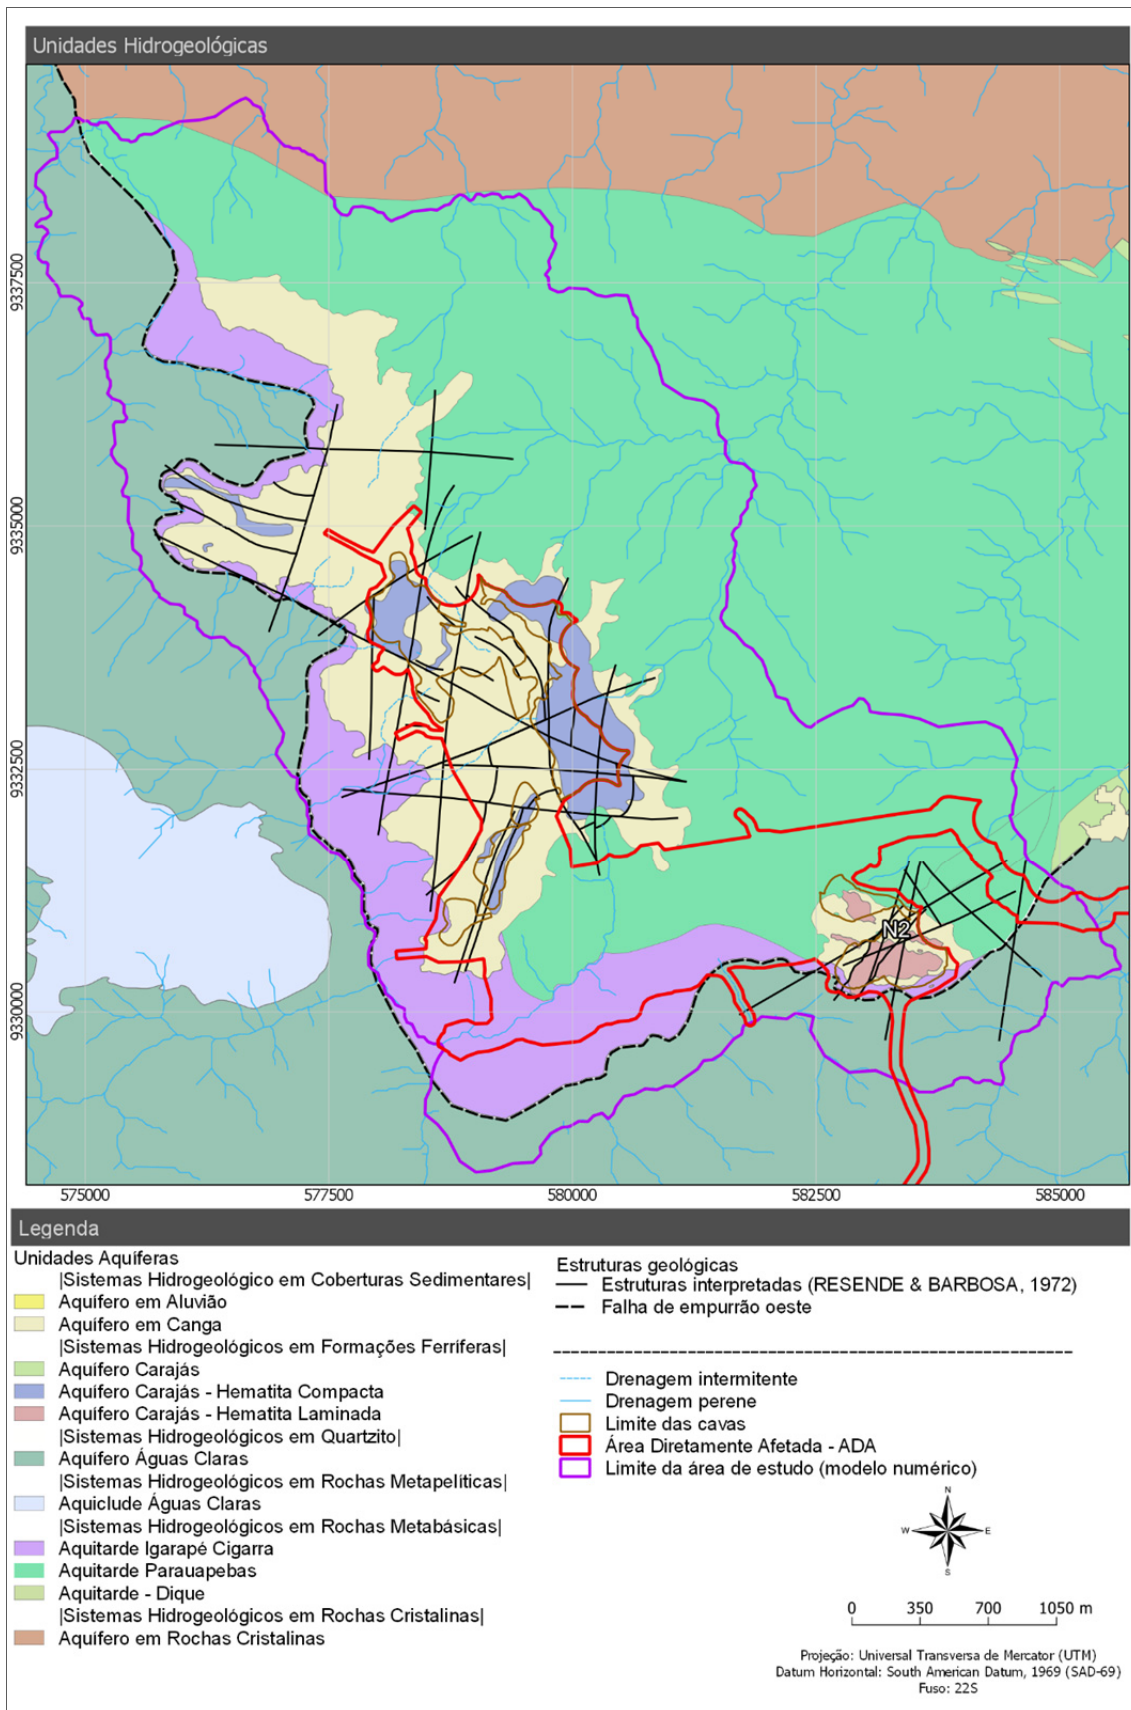 Unidades Hidrogeológicas
9337500
9335000
9332500
9330000
N2
575000
577500
580000
582500
585000
Legenda
Unidades Aquíferas
|Sistemas Hidrogeológico em Coberturas Sedimentares|
Aquífero em Aluvião
Aquífero em Canga
|Sistemas Hidrogeológicos em Formações Ferríferas|
Aquífero Carajás
Aquífero Carajás - Hematita Compacta
Aquífero Carajás - Hematita Laminada
|Sistemas Hidrogeológicos em Quartzito|
Aquífero Águas Claras
|Sistemas Hidrogeológicos em Rochas Metapelíticas|
Aquiclude Águas Claras
|Sistemas Hidrogeológicos em Rochas Metabásicas|
Aquitarde Igarapé Cigarra
Aquitarde Parauapebas
Aquitarde - Dique
|Sistemas Hidrogeológicos em Rochas Cristalinas|
Aquífero em Rochas Cristalinas
Estruturas geológicas
Estruturas interpretadas (RESENDE & BARBOSA, 1972)
Falha de empurrão oeste
Drenagem intermitente
Drenagem perene
Limite das cavas
Área Diretamente Afetada - ADA
Limite da área de estudo (modelo numérico)
N
W
E
S
0 350 700 1050 m
Projeção: Universal Transversa de Mercator (UTM)
Datum Horizontal: South American Datum, 1969 (SAD-69)
Fuso: 22S